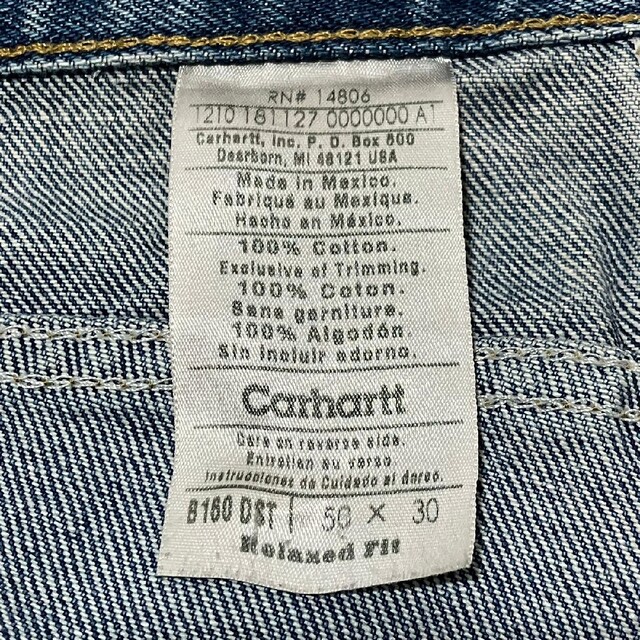 RN# 14806
1210 181127 0000000 A1
Carhartt, Inc. P. O. Box 600
Dearborn, MI 48121 USA
Made in Mexico.
Fabriqué au Mexique.
Hecho en México.
100% Cotton.
Exclusive of Trimming.
100% Coton.
Sans garniture.
100% Algodón.
Sin incluir adorno.
Carhartt
Care on reverse side.
Entretien au verso.
Instrucciones de Cuidado al dorso.
B160 DST 50 X 30
Relaxed Fit